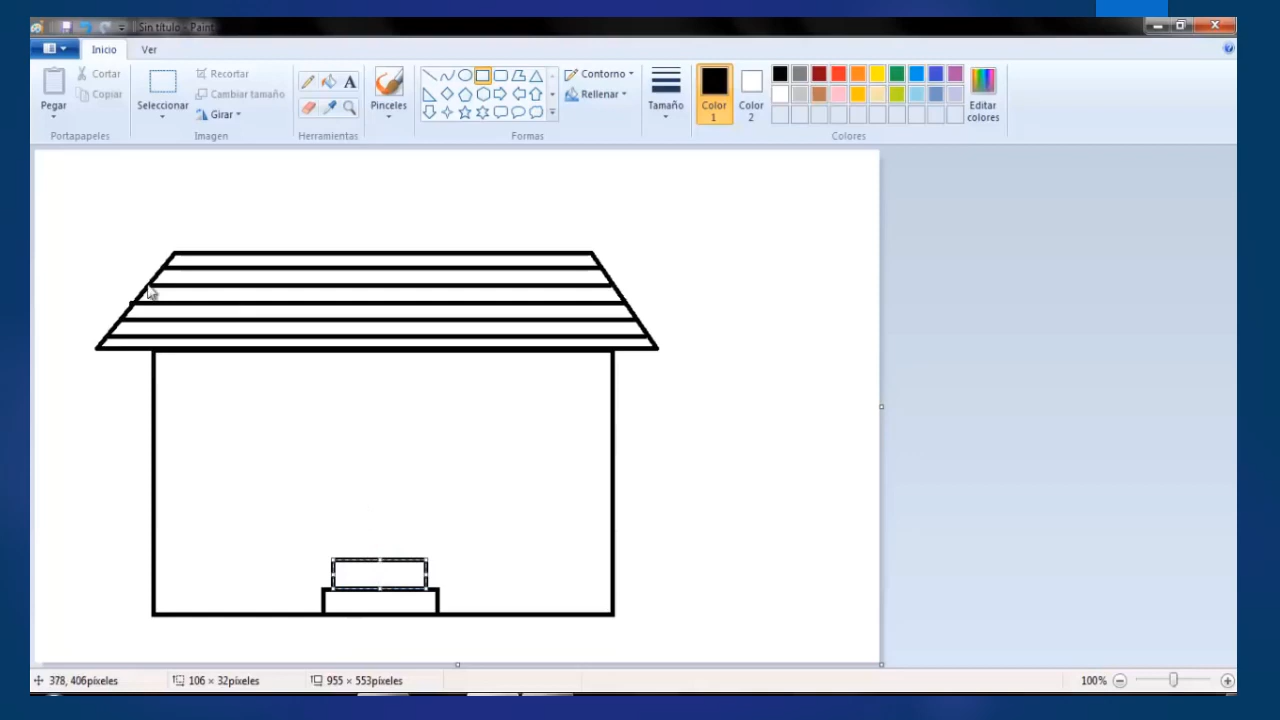 Sin título - Paint
Inicio Ver
Pegar
Cortar
Copiar
Portapapeles
Seleccionar
Recortar
Cambiar tamaño
Girar
Imagen
A
Herramientas
Pinceles
Contorno
Rellenar
Formas
Tamaño
Color 1
Color 2
Editar colores
Colores
378, 406píxeles
106 × 32píxeles
955 × 553píxeles
100%